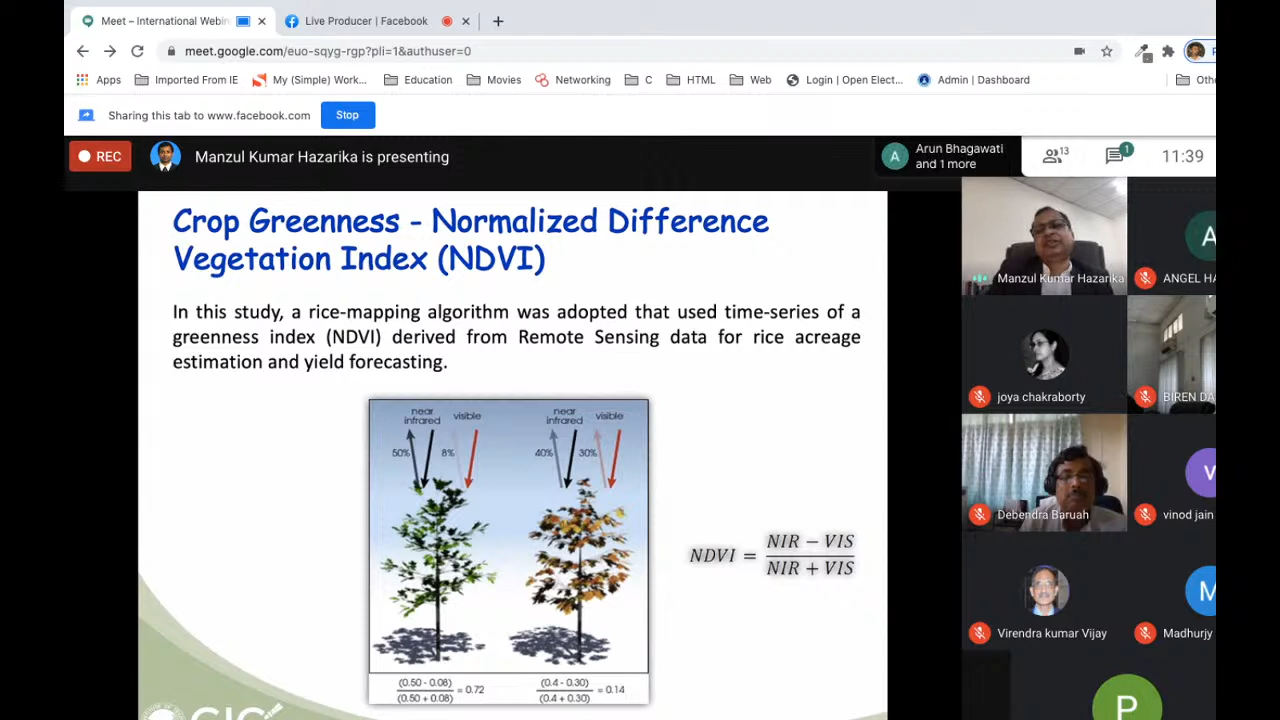 Meet – International Webin
Live Producer | Facebook
meet.google.com/euo-sqyg-rgp?pli=1&authuser=0
Apps Imported From IE My (Simple) Work... Education Movies Networking C HTML Web Login | Open Elect... Admin | Dashboard Othe
Sharing this tab to www.facebook.com Stop
REC Manzul Kumar Hazarika is presenting
Arun Bhagawati
and 1 more
13
1
11:39
Crop Greenness - Normalized Difference
Vegetation Index (NDVI)
In this study, a rice-mapping algorithm was adopted that used time-series of a
greenness index (NDVI) derived from Remote Sensing data for rice acreage
estimation and yield forecasting.
near
infrared visible
50% 8%
near
infrared visible
40% 30%
NDVI = (NIR − VIS) / (NIR + VIS)
(0.50 - 0.08)
(0.50 + 0.08) = 0.72
(0.4 - 0.30)
(0.4 + 0.30) = 0.14
Manzul Kumar Hazarika
A
ANGEL HA
joya chakraborty
BIREN DA
Debendra Baruah
V
vinod jain
Virendra kumar Vijay
M
Madhurjy
P